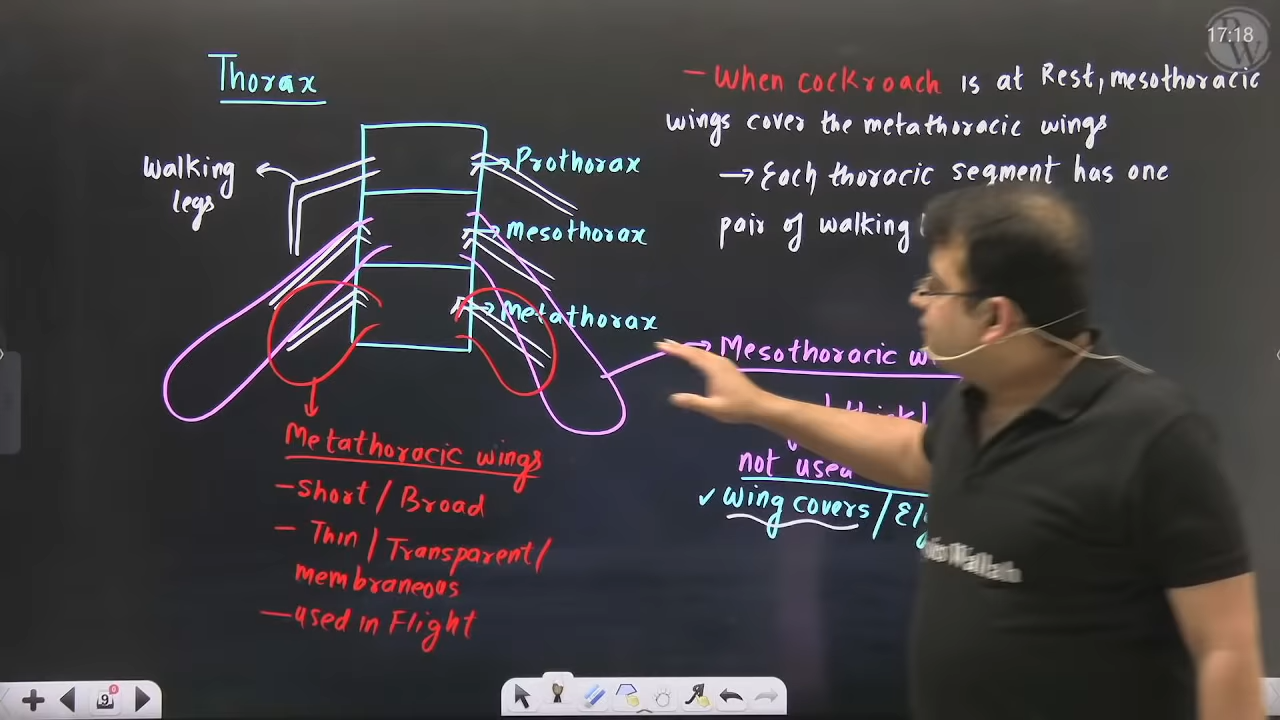 17:18
Thorax
Walking
legs
Prothorax
Mesothorax
Metathorax
Metathoracic wings
- Short / Broad
- Thin / Transparent /
membraneous
- used in Flight
- When cockroach is at Rest, mesothoracic
wings cover the metathoracic wings
→ Each thoracic segment has one
pair of walking
Mesothoracic
not used
✓ wing covers /
Wallah
9